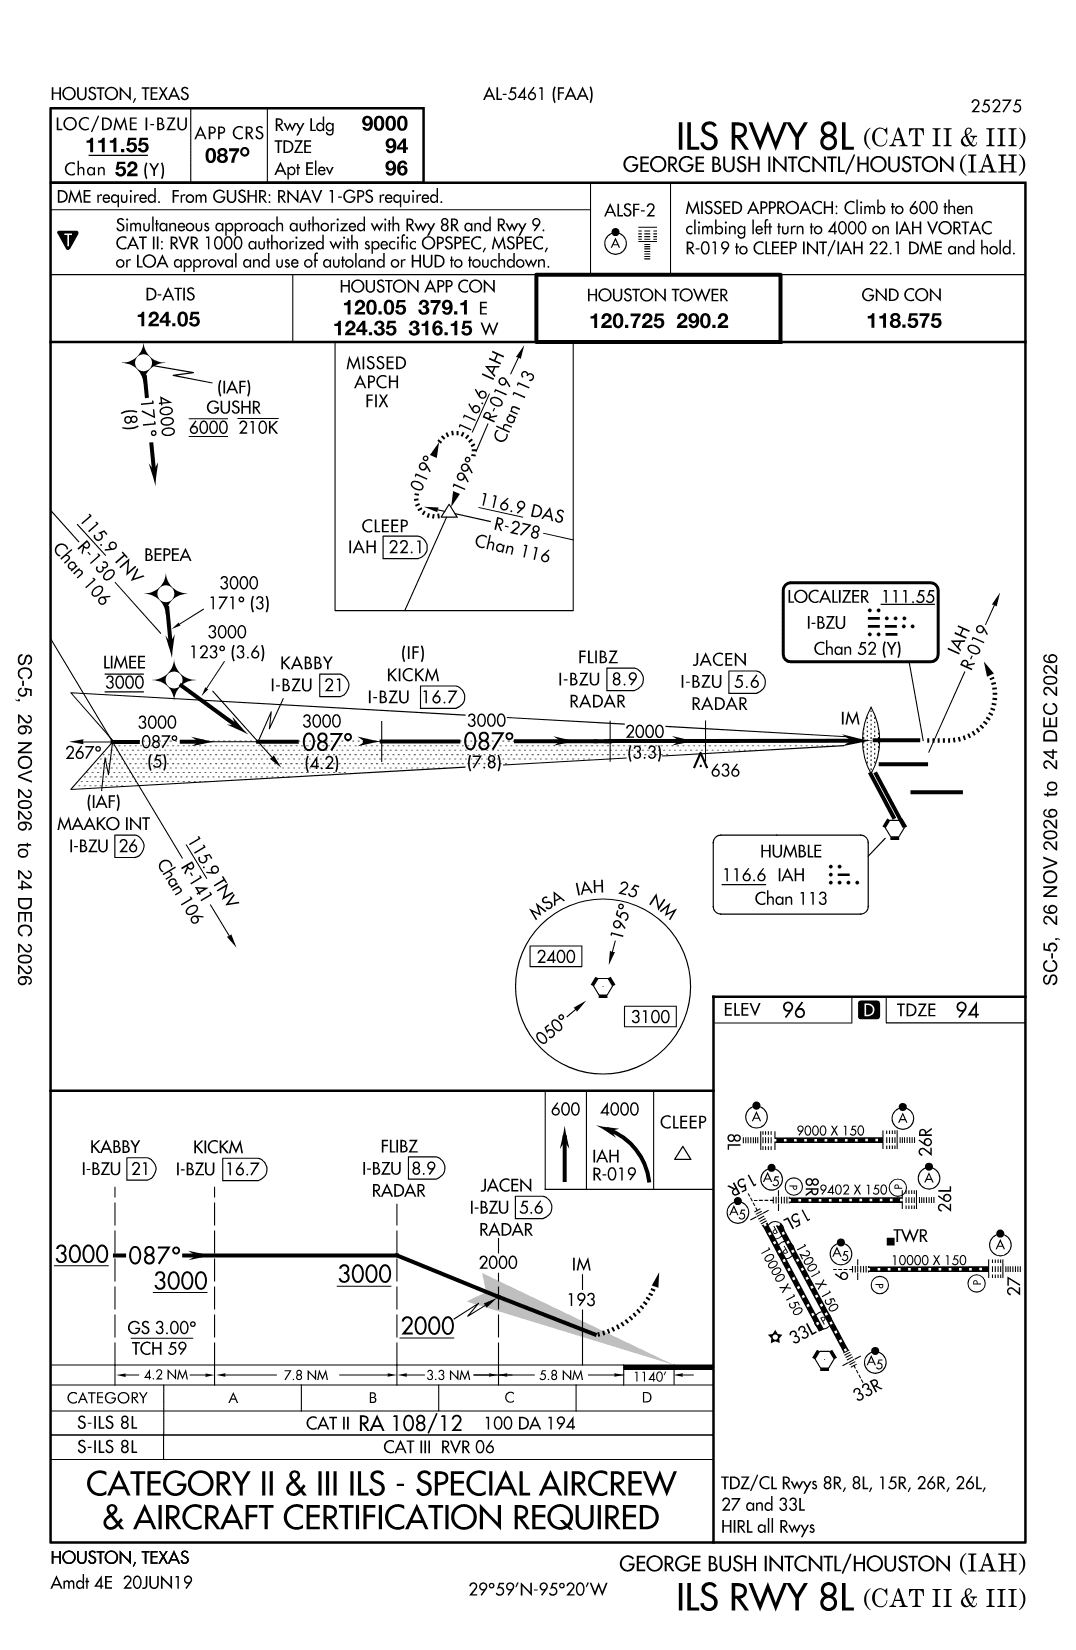 HOUSTON, TEXAS
AL-5461 (FAA)
25275
LOC/DME I-BZU
111.55
Chan 52 (Y)
APP CRS
087°
Rwy Ldg 9000
TDZE 94
Apt Elev 96
ILS RWY 8L (CAT II & III)
GEORGE BUSH INTCNTL/HOUSTON (IAH)
DME required. From GUSHR: RNAV 1-GPS required.
T
Simultaneous approach authorized with Rwy 8R and Rwy 9.
CAT II: RVR 1000 authorized with specific OPSPEC, MSPEC,
or LOA approval and use of autoland or HUD to touchdown.
ALSF-2
A
MISSED APPROACH: Climb to 600 then
climbing left turn to 4000 on IAH VORTAC
R-019 to CLEEP INT/IAH 22.1 DME and hold.
D-ATIS
124.05
HOUSTON APP CON
120.05 379.1 E
124.35 316.15 W
HOUSTON TOWER
120.725 290.2
GND CON
118.575
(IAF)
GUSHR
6000 210K
4000
171°
(8)
MISSED
APCH
FIX
116.6 IAH
R-019
Chan 113
019°
199°
116.9 DAS
R-278
Chan 116
CLEEP
IAH 22.1
115.9 TNV
R-130
Chan 106
BEPEA
3000
171° (3)
3000
123° (3.6)
LIMEE
3000
KABBY
I-BZU 21
(IF)
KICKM
I-BZU 16.7
FLIBZ
I-BZU 8.9
RADAR
JACEN
I-BZU 5.6
RADAR
LOCALIZER 111.55
I-BZU
Chan 52 (Y)
IAH
R-019
IM
267°
3000
087°
(5)
3000
087°
(4.2)
3000
087°
(7.8)
2000
(3.3)
636
(IAF)
MAAKO INT
I-BZU 26
115.9 TNV
R-141
Chan 106
HUMBLE
116.6 IAH
Chan 113
MSA IAH 25 NM
195°
2400
3100
050°
SC-5, 26 NOV 2026 to 24 DEC 2026
SC-5, 26 NOV 2026 to 24 DEC 2026
ELEV 96
D
TDZE 94
A
A
8L
9000 X 150
26R
15R
A5
A5
8R
P
9402 X 150
P
A
26L
15L
P
P
TWR
12001 X 150
10000 X 150
A5
9
P
10000 X 150
P
A
27
33L
P
A5
33R
TDZ/CL Rwys 8R, 8L, 15R, 26R, 26L,
27 and 33L
HIRL all Rwys
600
4000
IAH
R-019
CLEEP
KABBY
I-BZU 21
KICKM
I-BZU 16.7
FLIBZ
I-BZU 8.9
RADAR
JACEN
I-BZU 5.6
RADAR
2000
IM
193
3000
087°
3000
3000
2000
GS 3.00°
TCH 59
4.2 NM
7.8 NM
3.3 NM
5.8 NM
1140'
CATEGORY A B C D
S-ILS 8L CAT II RA 108/12 100 DA 194
S-ILS 8L CAT III RVR 06
CATEGORY II & III ILS - SPECIAL AIRCREW
& AIRCRAFT CERTIFICATION REQUIRED
HOUSTON, TEXAS
Amdt 4E 20JUN19
29°59'N-95°20'W
GEORGE BUSH INTCNTL/HOUSTON (IAH)
ILS RWY 8L (CAT II & III)